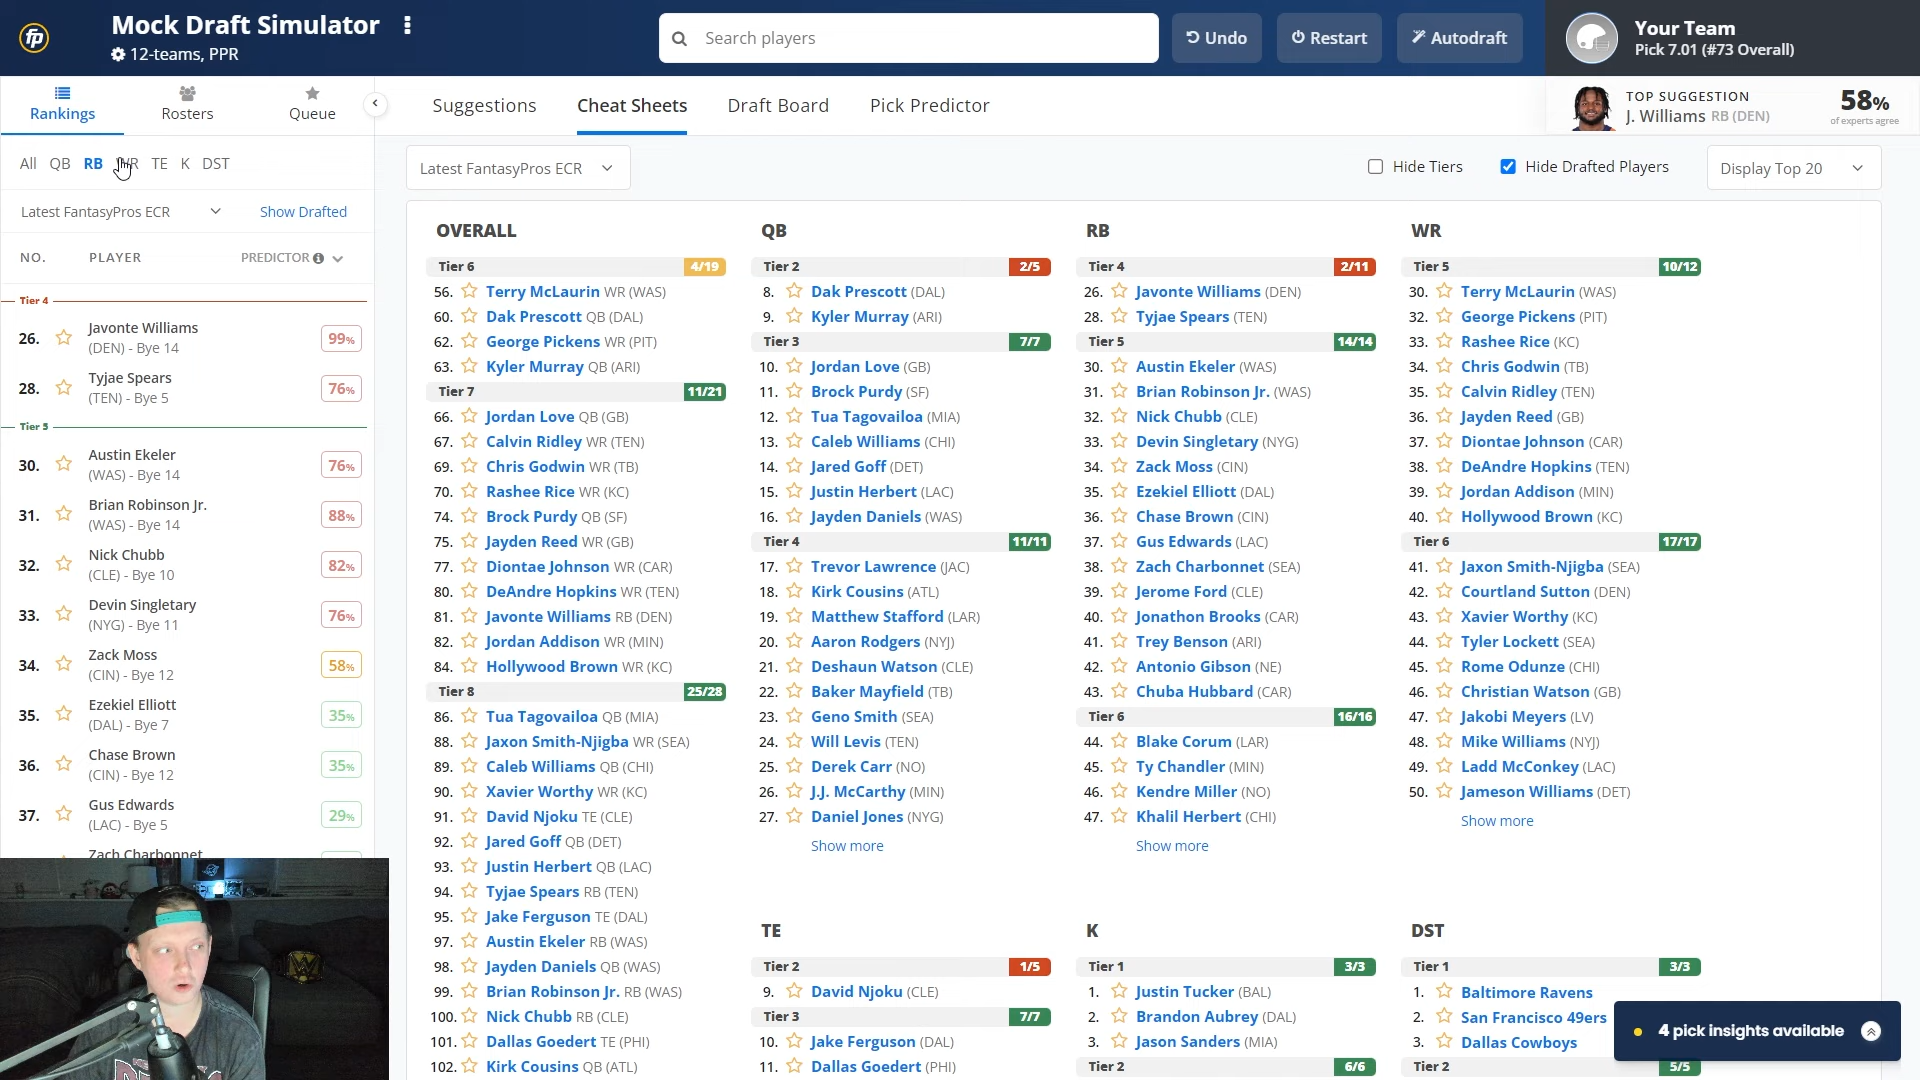 fp
Mock Draft Simulator
12-teams, PPR
Search players
Undo
Restart
Autodraft
Your Team
Pick 7.01 (#73 Overall)
Rankings
Rosters
Queue
Suggestions
Cheat Sheets
Draft Board
Pick Predictor
TOP SUGGESTION
J. Williams RB (DEN)
58%
of experts agree
All QB RB WR TE K DST
Latest FantasyPros ECR
Show Drafted
NO. PLAYER PREDICTOR
Tier 4
26. Javonte Williams 99%
(DEN) - Bye 14
28. Tyjae Spears 76%
(TEN) - Bye 5
Tier 5
30. Austin Ekeler 76%
(WAS) - Bye 14
31. Brian Robinson Jr. 88%
(WAS) - Bye 14
32. Nick Chubb 82%
(CLE) - Bye 10
33. Devin Singletary 76%
(NYG) - Bye 11
34. Zack Moss 58%
(CIN) - Bye 12
35. Ezekiel Elliott 35%
(DAL) - Bye 7
36. Chase Brown 35%
(CIN) - Bye 12
37. Gus Edwards 29%
(LAC) - Bye 5
Zach Charbonnet
Latest FantasyPros ECR
Hide Tiers
Hide Drafted Players
Display Top 20
OVERALL
Tier 6 4/19
56. Terry McLaurin WR (WAS)
60. Dak Prescott QB (DAL)
62. George Pickens WR (PIT)
63. Kyler Murray QB (ARI)
Tier 7 11/21
66. Jordan Love QB (GB)
67. Calvin Ridley WR (TEN)
69. Chris Godwin WR (TB)
70. Rashee Rice WR (KC)
74. Brock Purdy QB (SF)
75. Jayden Reed WR (GB)
77. Diontae Johnson WR (CAR)
80. DeAndre Hopkins WR (TEN)
81. Javonte Williams RB (DEN)
82. Jordan Addison WR (MIN)
84. Hollywood Brown WR (KC)
Tier 8 25/28
86. Tua Tagovailoa QB (MIA)
88. Jaxon Smith-Njigba WR (SEA)
89. Caleb Williams QB (CHI)
90. Xavier Worthy WR (KC)
91. David Njoku TE (CLE)
92. Jared Goff QB (DET)
93. Justin Herbert QB (LAC)
94. Tyjae Spears RB (TEN)
95. Jake Ferguson TE (DAL)
97. Austin Ekeler RB (WAS)
98. Jayden Daniels QB (WAS)
99. Brian Robinson Jr. RB (WAS)
100. Nick Chubb RB (CLE)
101. Dallas Goedert TE (PHI)
102. Kirk Cousins QB (ATL)
QB
Tier 2 2/5
8. Dak Prescott (DAL)
9. Kyler Murray (ARI)
Tier 3 7/7
10. Jordan Love (GB)
11. Brock Purdy (SF)
12. Tua Tagovailoa (MIA)
13. Caleb Williams (CHI)
14. Jared Goff (DET)
15. Justin Herbert (LAC)
16. Jayden Daniels (WAS)
Tier 4 11/11
17. Trevor Lawrence (JAC)
18. Kirk Cousins (ATL)
19. Matthew Stafford (LAR)
20. Aaron Rodgers (NYJ)
21. Deshaun Watson (CLE)
22. Baker Mayfield (TB)
23. Geno Smith (SEA)
24. Will Levis (TEN)
25. Derek Carr (NO)
26. J.J. McCarthy (MIN)
27. Daniel Jones (NYG)
Show more
RB
Tier 4 2/11
26. Javonte Williams (DEN)
28. Tyjae Spears (TEN)
Tier 5 14/14
30. Austin Ekeler (WAS)
31. Brian Robinson Jr. (WAS)
32. Nick Chubb (CLE)
33. Devin Singletary (NYG)
34. Zack Moss (CIN)
35. Ezekiel Elliott (DAL)
36. Chase Brown (CIN)
37. Gus Edwards (LAC)
38. Zach Charbonnet (SEA)
39. Jerome Ford (CLE)
40. Jonathon Brooks (CAR)
41. Trey Benson (ARI)
42. Antonio Gibson (NE)
43. Chuba Hubbard (CAR)
Tier 6 16/16
44. Blake Corum (LAR)
45. Ty Chandler (MIN)
46. Kendre Miller (NO)
47. Khalil Herbert (CHI)
Show more
WR
Tier 5 10/12
30. Terry McLaurin (WAS)
32. George Pickens (PIT)
33. Rashee Rice (KC)
34. Chris Godwin (TB)
35. Calvin Ridley (TEN)
36. Jayden Reed (GB)
37. Diontae Johnson (CAR)
38. DeAndre Hopkins (TEN)
39. Jordan Addison (MIN)
40. Hollywood Brown (KC)
Tier 6 17/17
41. Jaxon Smith-Njigba (SEA)
42. Courtland Sutton (DEN)
43. Xavier Worthy (KC)
44. Tyler Lockett (SEA)
45. Rome Odunze (CHI)
46. Christian Watson (GB)
47. Jakobi Meyers (LV)
48. Mike Williams (NYJ)
49. Ladd McConkey (LAC)
50. Jameson Williams (DET)
Show more
TE
Tier 2 1/5
9. David Njoku (CLE)
Tier 3 7/7
10. Jake Ferguson (DAL)
11. Dallas Goedert (PHI)
K
Tier 1 3/3
1. Justin Tucker (BAL)
2. Brandon Aubrey (DAL)
3. Jason Sanders (MIA)
Tier 2 6/6
DST
Tier 1 3/3
1. Baltimore Ravens
2. San Francisco 49ers
3. Dallas Cowboys
Tier 2 5/5
4 pick insights available